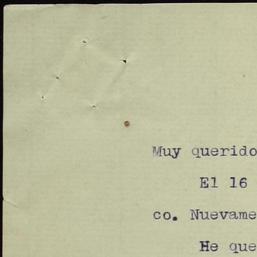 Muy querido
El 16
co. Nuevame
He que